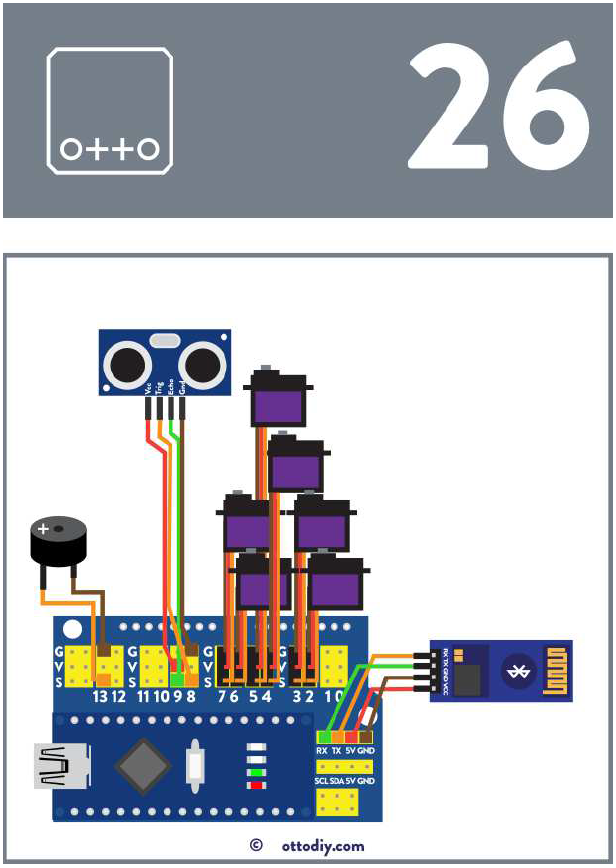 26
O++O
Vcc
Trig
Echo
Gnd
+
G G G G
V V V V
S S S S
13 12 11 10 9 8 7 6 5 4 3 2 1 0
RX TX GND VCC
RX TX 5V GND
SCL SDA 5V GND
© ottodiy.com